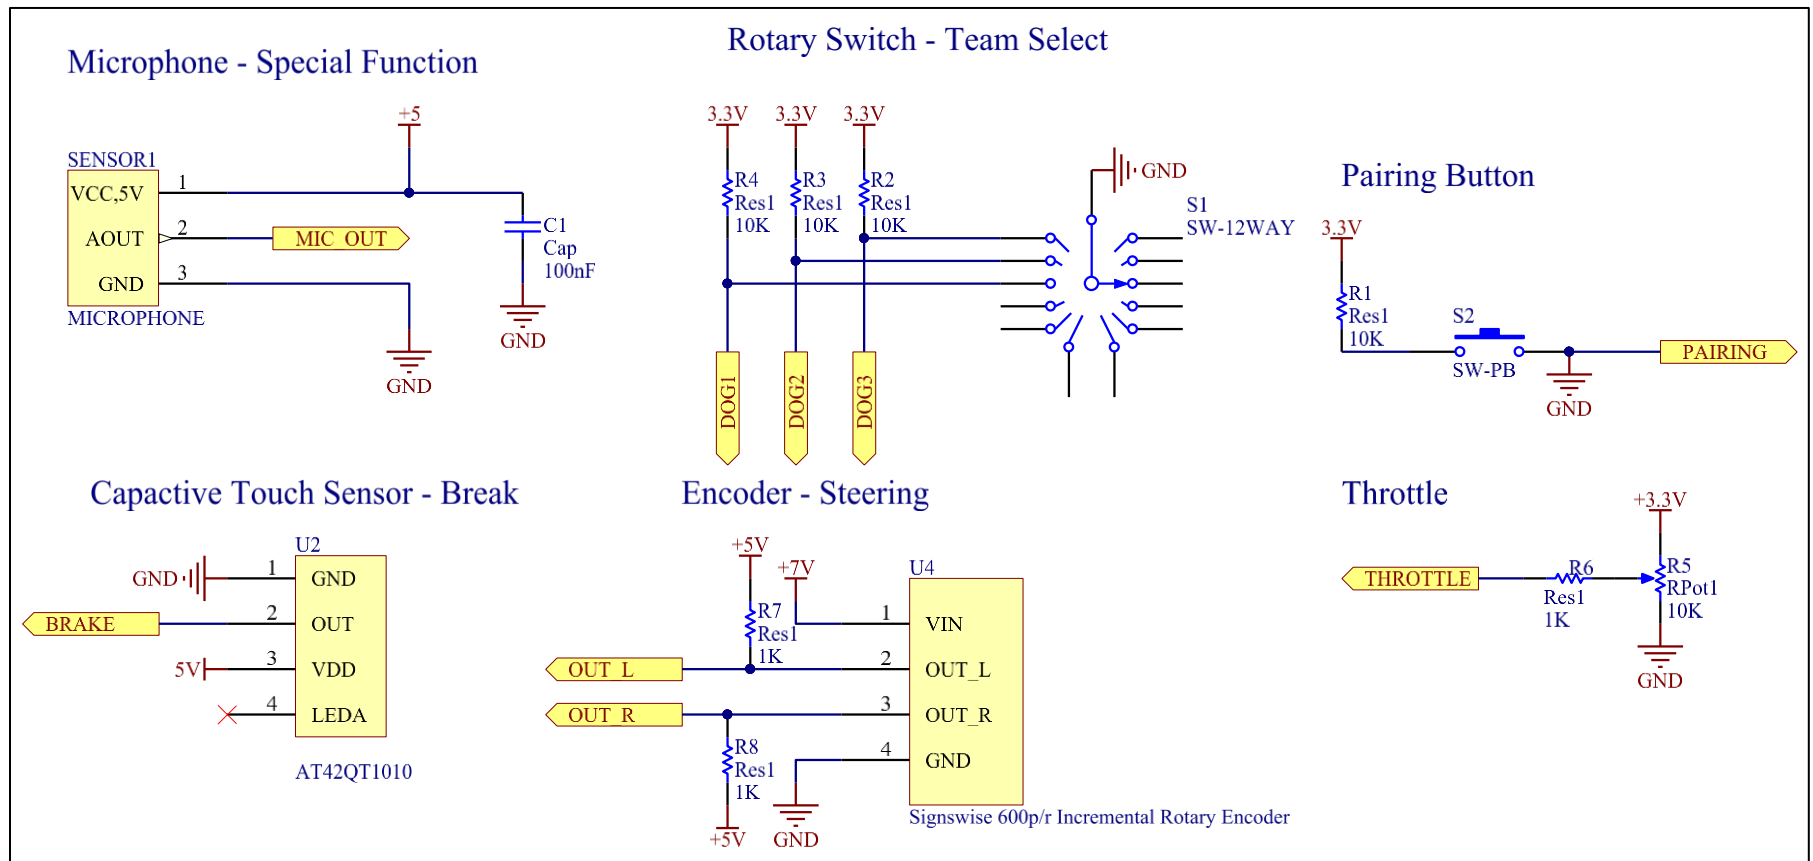 Microphone - Special Function
+5
SENSOR1
VCC,5V
1
AOUT
2
MIC_OUT
GND
3
MICROPHONE
C1
Cap
100nF
GND
GND
Rotary Switch - Team Select
3.3V
3.3V
3.3V
R4
Res1
10K
R3
Res1
10K
R2
Res1
10K
GND
S1
SW-12WAY
DOG1
DOG2
DOG3
Pairing Button
3.3V
R1
Res1
10K
S2
SW-PB
PAIRING
GND
Capactive Touch Sensor - Break
U2
GND
1
GND
BRAKE
2
OUT
5V
3
VDD
4
LEDA
AT42QT1010
Encoder - Steering
+5V
+7V
U4
R7
Res1
1K
1
VIN
OUT_L
2
OUT_L
OUT_R
3
OUT_R
4
GND
R8
Res1
1K
+5V
GND
Signswise 600p/r Incremental Rotary Encoder
Throttle
+3.3V
THROTTLE
R6
Res1
1K
R5
RPot1
10K
GND